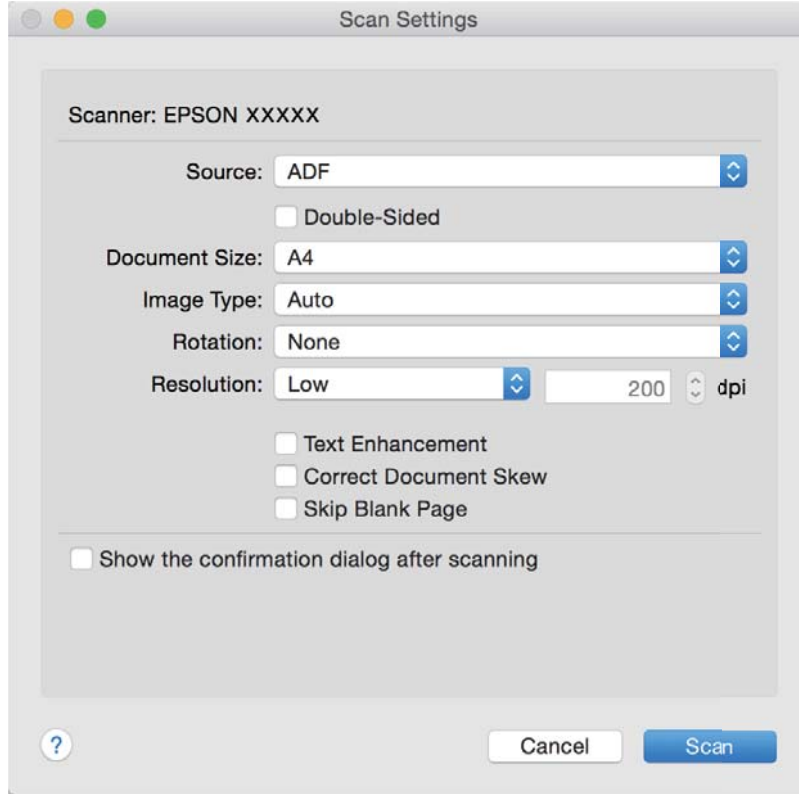 Scan Settings
Scanner: EPSON XXXXX
Source: ADF
Double-Sided
Document Size: A4
Image Type: Auto
Rotation: None
Resolution: Low 200 dpi
Text Enhancement
Correct Document Skew
Skip Blank Page
Show the confirmation dialog after scanning
? Cancel Scan